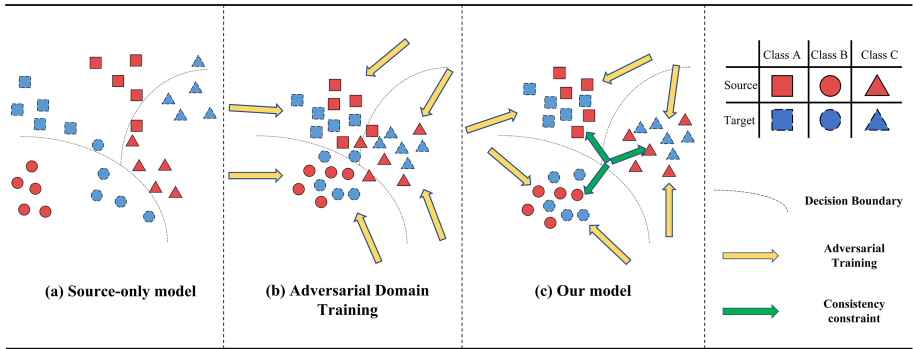 Class A Class B Class C
Source
Target
Decision Boundary
Adversarial
Training
Consistency
constraint
(a) Source-only model
(b) Adversarial Domain
Training
(c) Our model